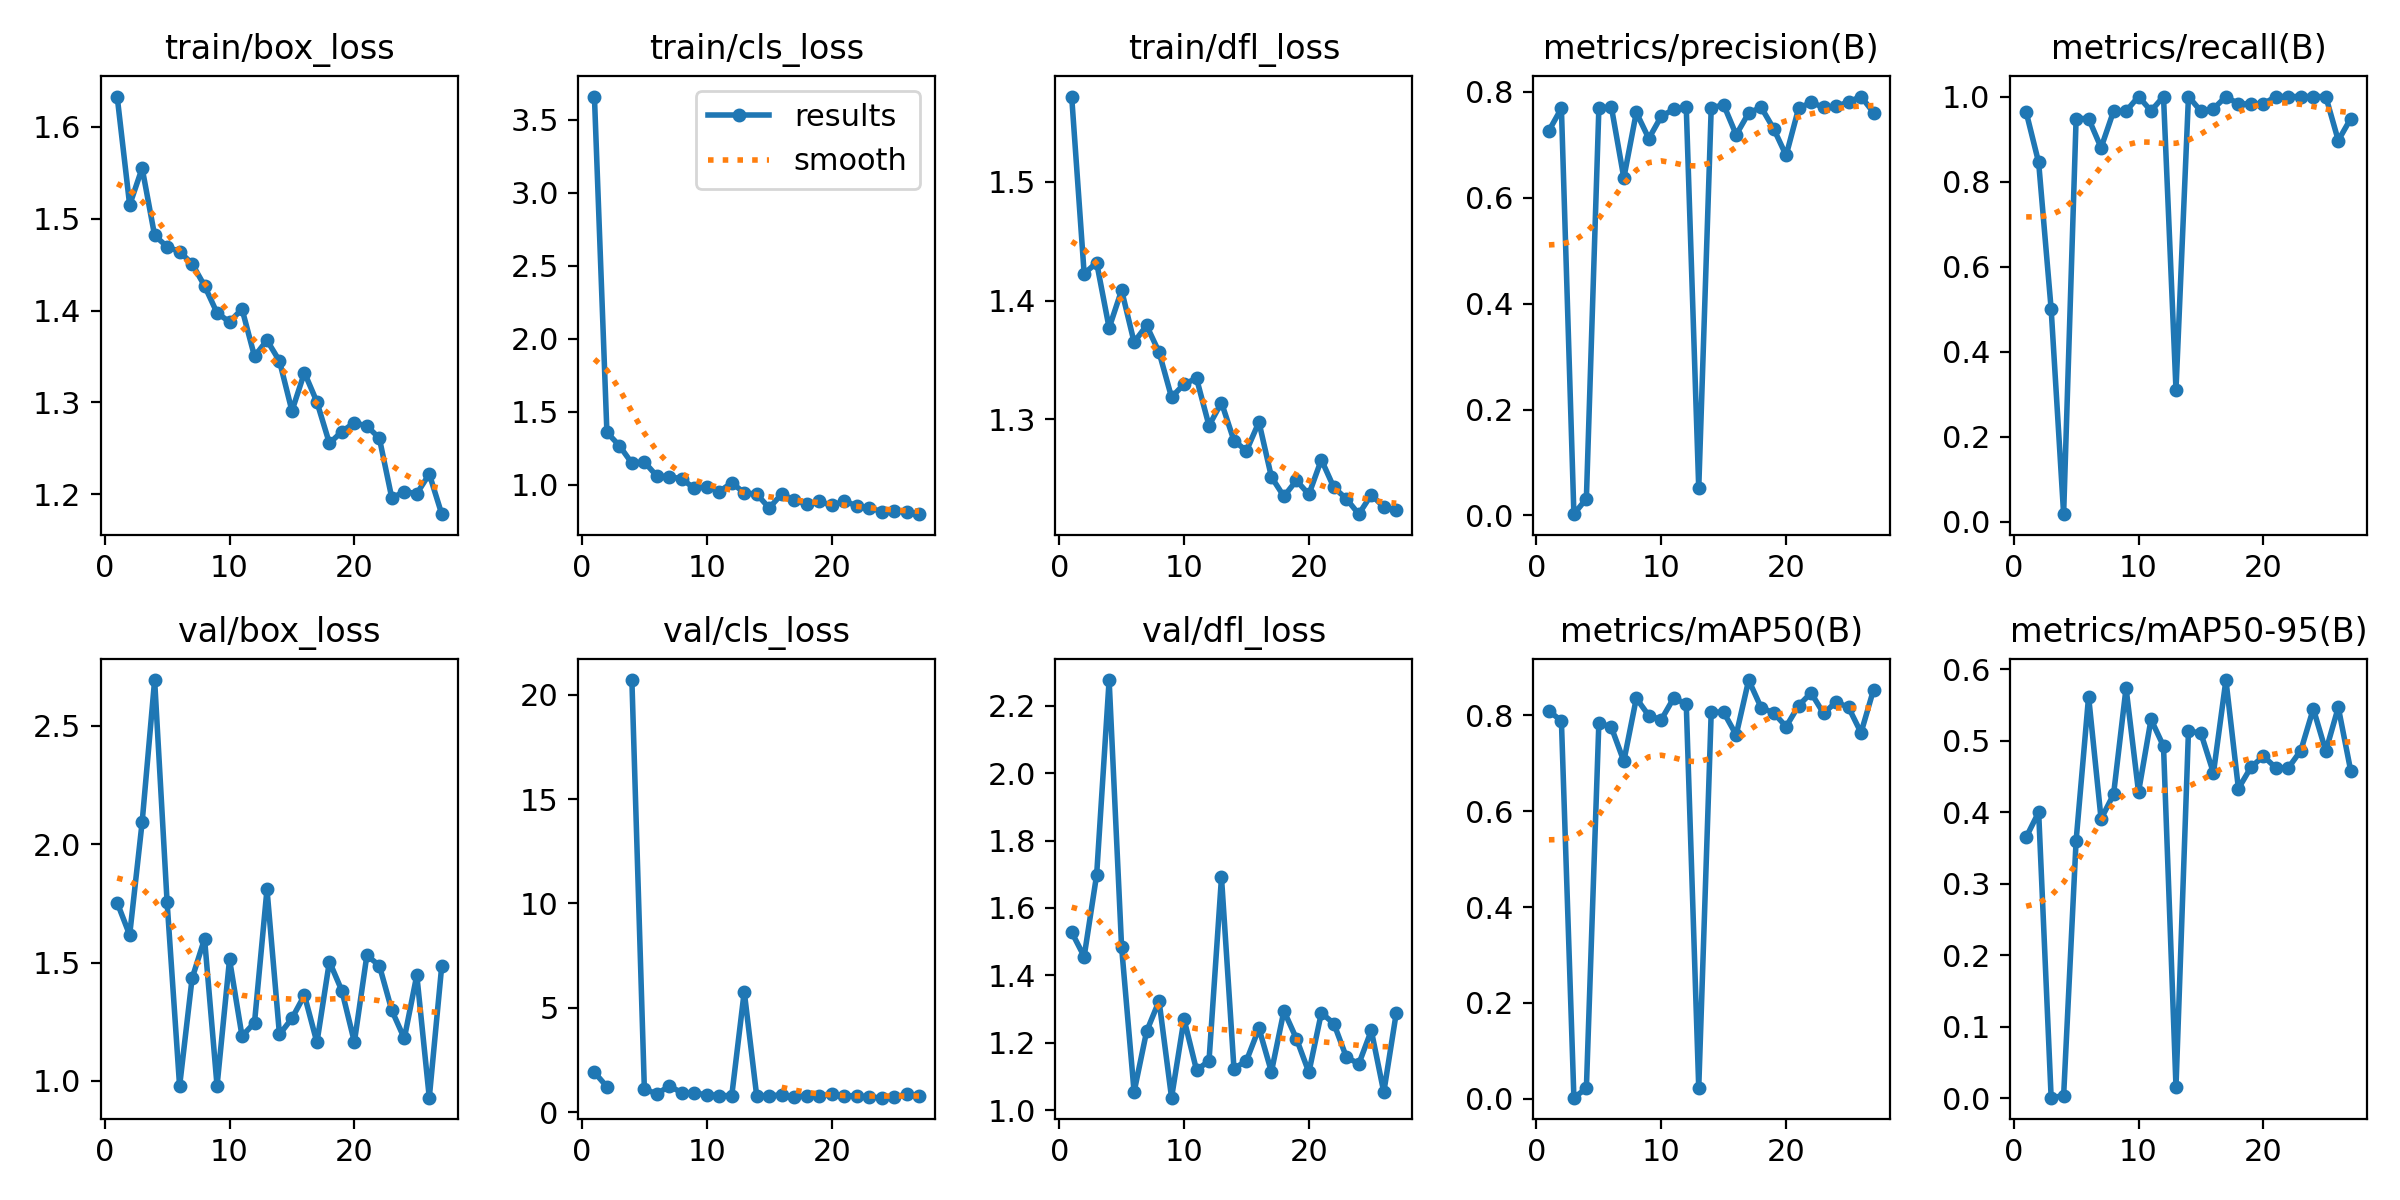 train/box_loss
1.6
1.5
1.4
1.3
1.2
0 10 20
train/cls_loss
results
smooth
3.5
3.0
2.5
2.0
1.5
1.0
0 10 20
train/dfl_loss
1.5
1.4
1.3
0 10 20
metrics/precision(B)
0.8
0.6
0.4
0.2
0.0
0 10 20
metrics/recall(B)
1.0
0.8
0.6
0.4
0.2
0.0
0 10 20
val/box_loss
2.5
2.0
1.5
1.0
0 10 20
val/cls_loss
20
15
10
5
0
0 10 20
val/dfl_loss
2.2
2.0
1.8
1.6
1.4
1.2
1.0
0 10 20
metrics/mAP50(B)
0.8
0.6
0.4
0.2
0.0
0 10 20
metrics/mAP50-95(B)
0.6
0.5
0.4
0.3
0.2
0.1
0.0
0 10 20